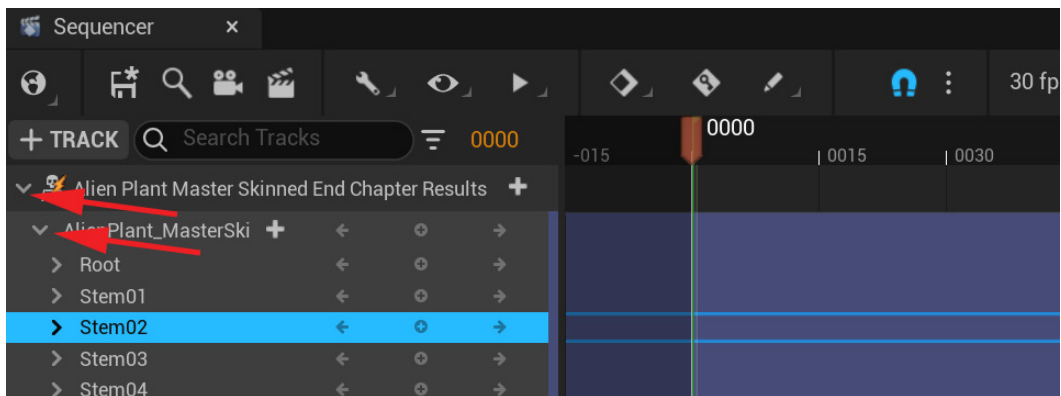 Sequencer ×
30 fp
+ TRACK Search Tracks 0000
0000
-015 0015 0030
Alien Plant Master Skinned End Chapter Results +
AlienPlant_MasterSki +
Root
Stem01
Stem02
Stem03
Stem04